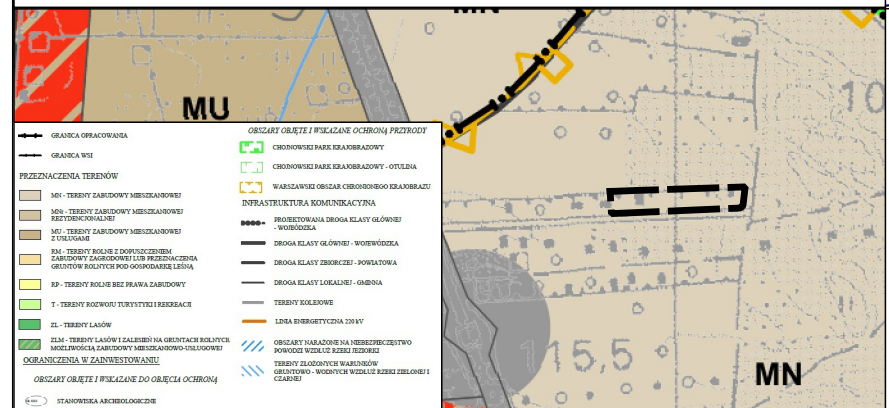 MN
MU
10
GRANICA OPRACOWANIA
GRANICA WSI
PRZEZNACZENIA TERENÓW
MN - TERENY ZABUDOWY MIESZKANIOWEJ
MNr - TERENY ZABUDOWY MIESZKANIOWEJ
REZYDENCJONALNEJ
MU - TERENY ZABUDOWY MIESZKANIOWEJ
Z USŁUGAMI
RM - TERENY ROLNE Z DOPUSZCZENIEM
ZABUDOWY ZAGRODOWEJ LUB PRZEZNACZENIA
GRUNTÓW ROLNYCH POD GOSPODARKĘ LEŚNĄ
RP - TERENY ROLNE BEZ PRAWA ZABUDOWY
T - TERENY ROZWOJU TURYSTYKI I REKREACJI
ZL - TERENY LASÓW
ZLM - TERENY LASÓW I ZALESIEŃ NA GRUNTACH ROLNYCH
MOŻLIWOŚCIĄ ZABUDOWY MIESZKANIOWO-USŁUGOWEJ
OGRANICZENIA W ZAINWESTOWANIU
OBSZARY OBJĘTE I WSKAZANE DO OBJĘCIA OCHRONĄ
STANOWISKA ARCHEOLOGICZNE
OBSZARY OBJĘTE I WSKAZANE OCHRONĄ PRZYRODY
CHOJNOWSKI PARK KRAJOBRAZOWY
CHOJNOWSKI PARK KRAJOBRAZOWY - OTULINA
WARSZAWSKI OBSZAR CHRONIONEGO KRAJOBRAZU
INFRASTRUKTURA KOMUNIKACYJNA
PROJEKTOWANA DROGA KLASY GŁÓWNEJ
- WOJEWÓDZKA
DROGA KLASY GŁÓWNEJ - WOJEWÓDZKA
DROGA KLASY ZBIORCZEJ - POWIATOWA
DROGA KLASY LOKALNEJ - GMINNA
TERENY KOLEJOWE
LINIA ENERGETYCZNA 220 kV
OBSZARY NARAŻONE NA NIEBEZPIECZEŃSTWO
POWODZI WZDŁUŻ RZEKI JEZIORKI
TERENY ZŁOŻONYCH WARUNKÓW
GRUNTOWO - WODNYCH WZDŁUŻ RZEKI ZIELONEJ I
CZARNEJ
115,5
MN